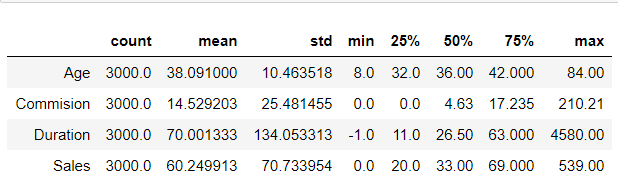 count mean std min 25% 50% 75% max
Age 3000.0 38.091000 10.463518 8.0 32.0 36.00 42.000 84.00
Commision 3000.0 14.529203 25.481455 0.0 0.0 4.63 17.235 210.21
Duration 3000.0 70.001333 134.053313 -1.0 11.0 26.50 63.000 4580.00
Sales 3000.0 60.249913 70.733954 0.0 20.0 33.00 69.000 539.00